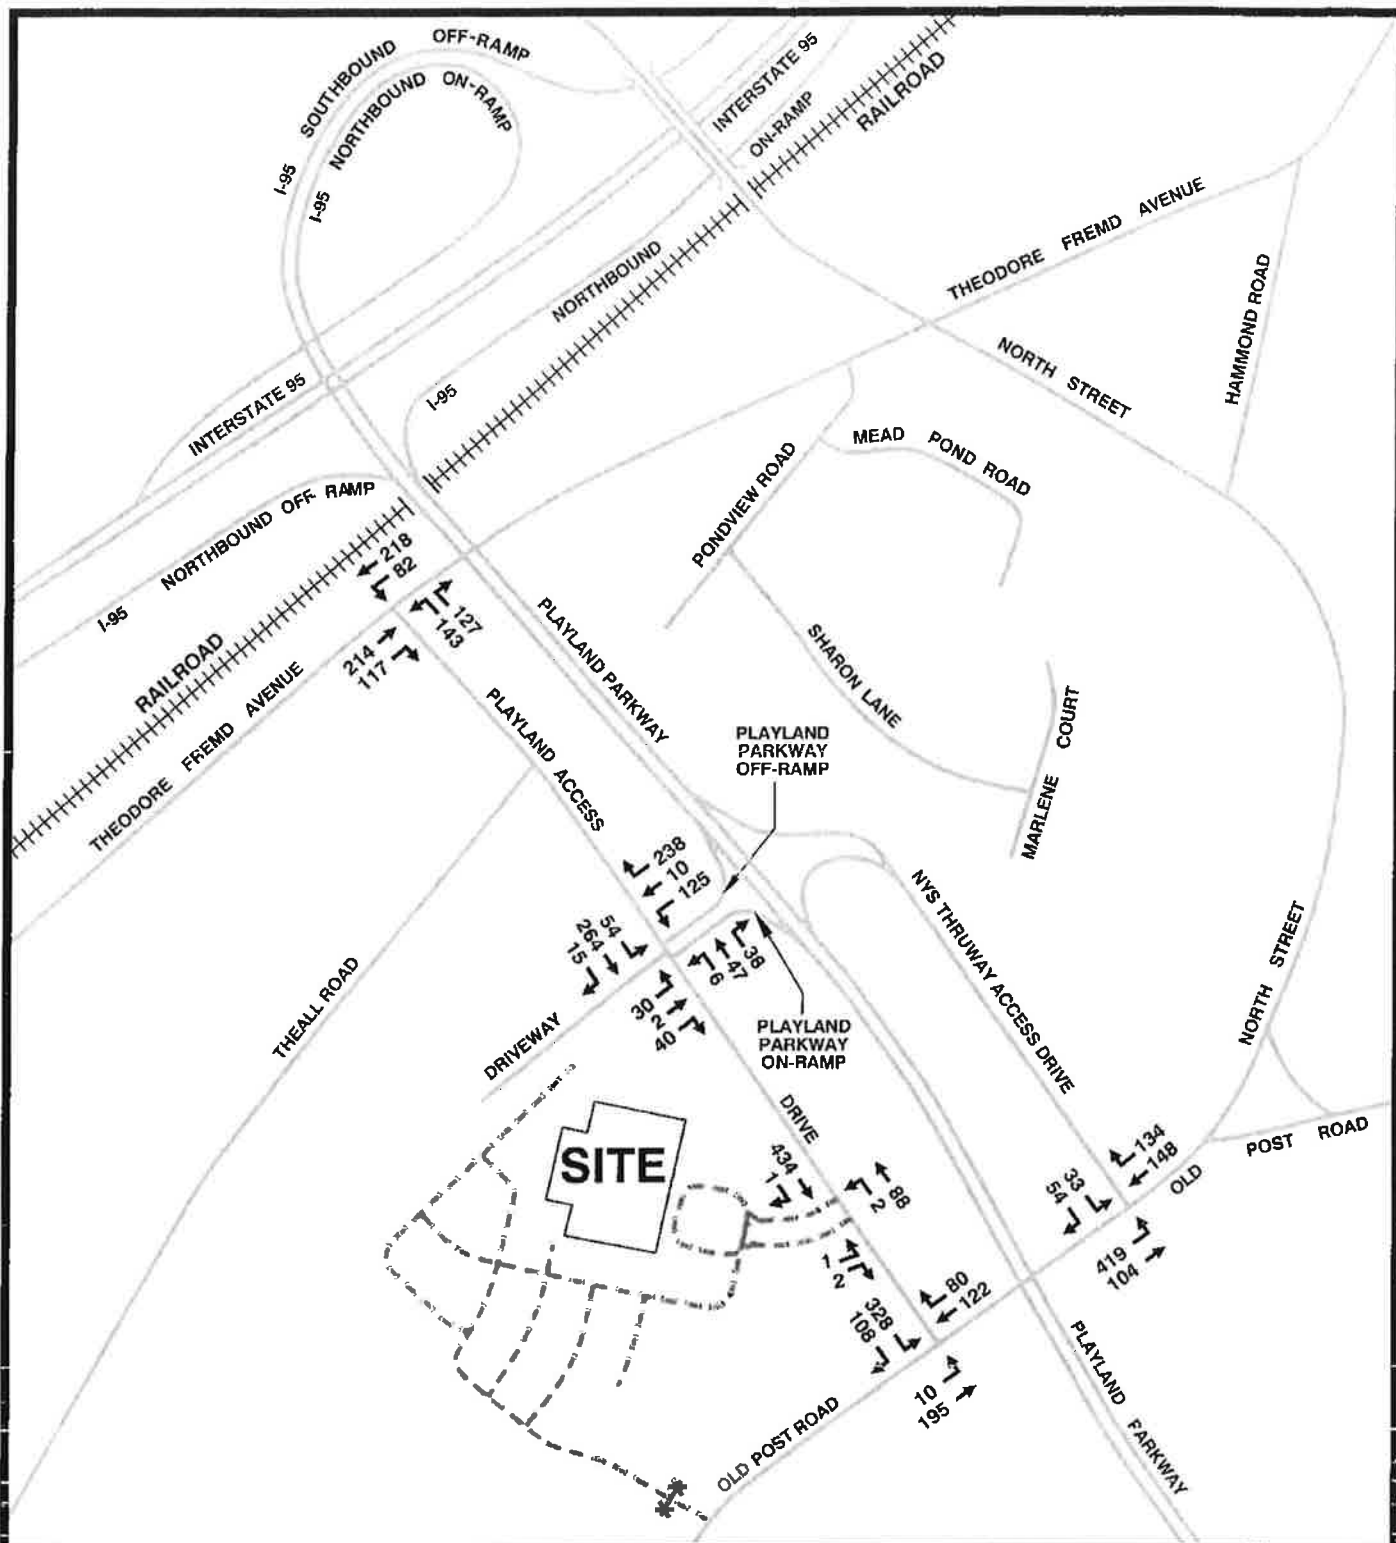 OFF-RAMP
I-95 SOUTHBOUND
I-95 NORTHBOUND ON-RAMP
INTERSTATE 95
ON-RAMP
RAILROAD
THEODORE FREMD AVENUE
HAMMOND ROAD
NORTHBOUND
I-95
NORTH STREET
INTERSTATE 95
MEAD POND ROAD
PONDVIEW ROAD
I-95 NORTHBOUND OFF-RAMP
218
82
127
143
214
117
RAILROAD
THEODORE FREMD AVENUE
PLAYLAND PARKWAY
SHARON LANE
MARLENE COURT
PLAYLAND ACCESS
PLAYLAND
PARKWAY
OFF-RAMP
238
10
125
54
264
15
38
47
6
30
2
40
NYS THRUWAY ACCESS DRIVE
NORTH STREET
THEALL ROAD
DRIVEWAY
PLAYLAND
PARKWAY
ON-RAMP
DRIVE
SITE
434
1
88
2
1
2
134
148
33
54
419
104
OLD
POST ROAD
80
122
328
108
10
195
PLAYLAND PARKWAY
OLD POST ROAD